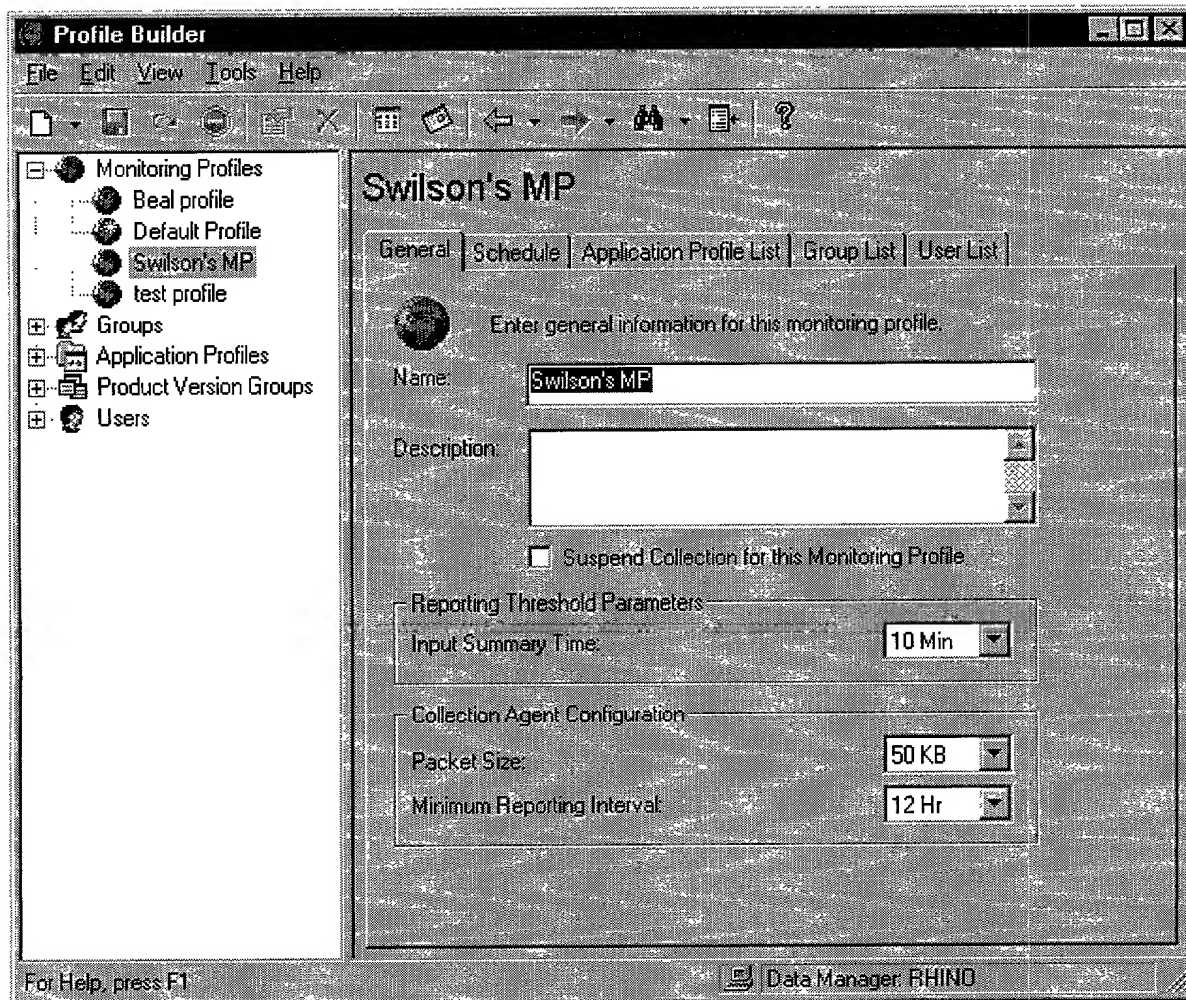 Profile Builder
File Edit View Tools Help
Monitoring Profiles
Beal profile
Default Profile
Swilson's MP
test profile
Groups
Application Profiles
Product Version Groups
Users
Swilson's MP
General Schedule Application Profile List Group List User List
Enter general information for this monitoring profile.
Name: Swilson's MP
Description:
Suspend Collection for this Monitoring Profile
Reporting Threshold Parameters
Input Summary Time: 10 Min
Collection Agent Configuration
Packet Size: 50 KB
Minimum Reporting Interval: 12 Hr
For Help, press F1
Data Manager: RHINO